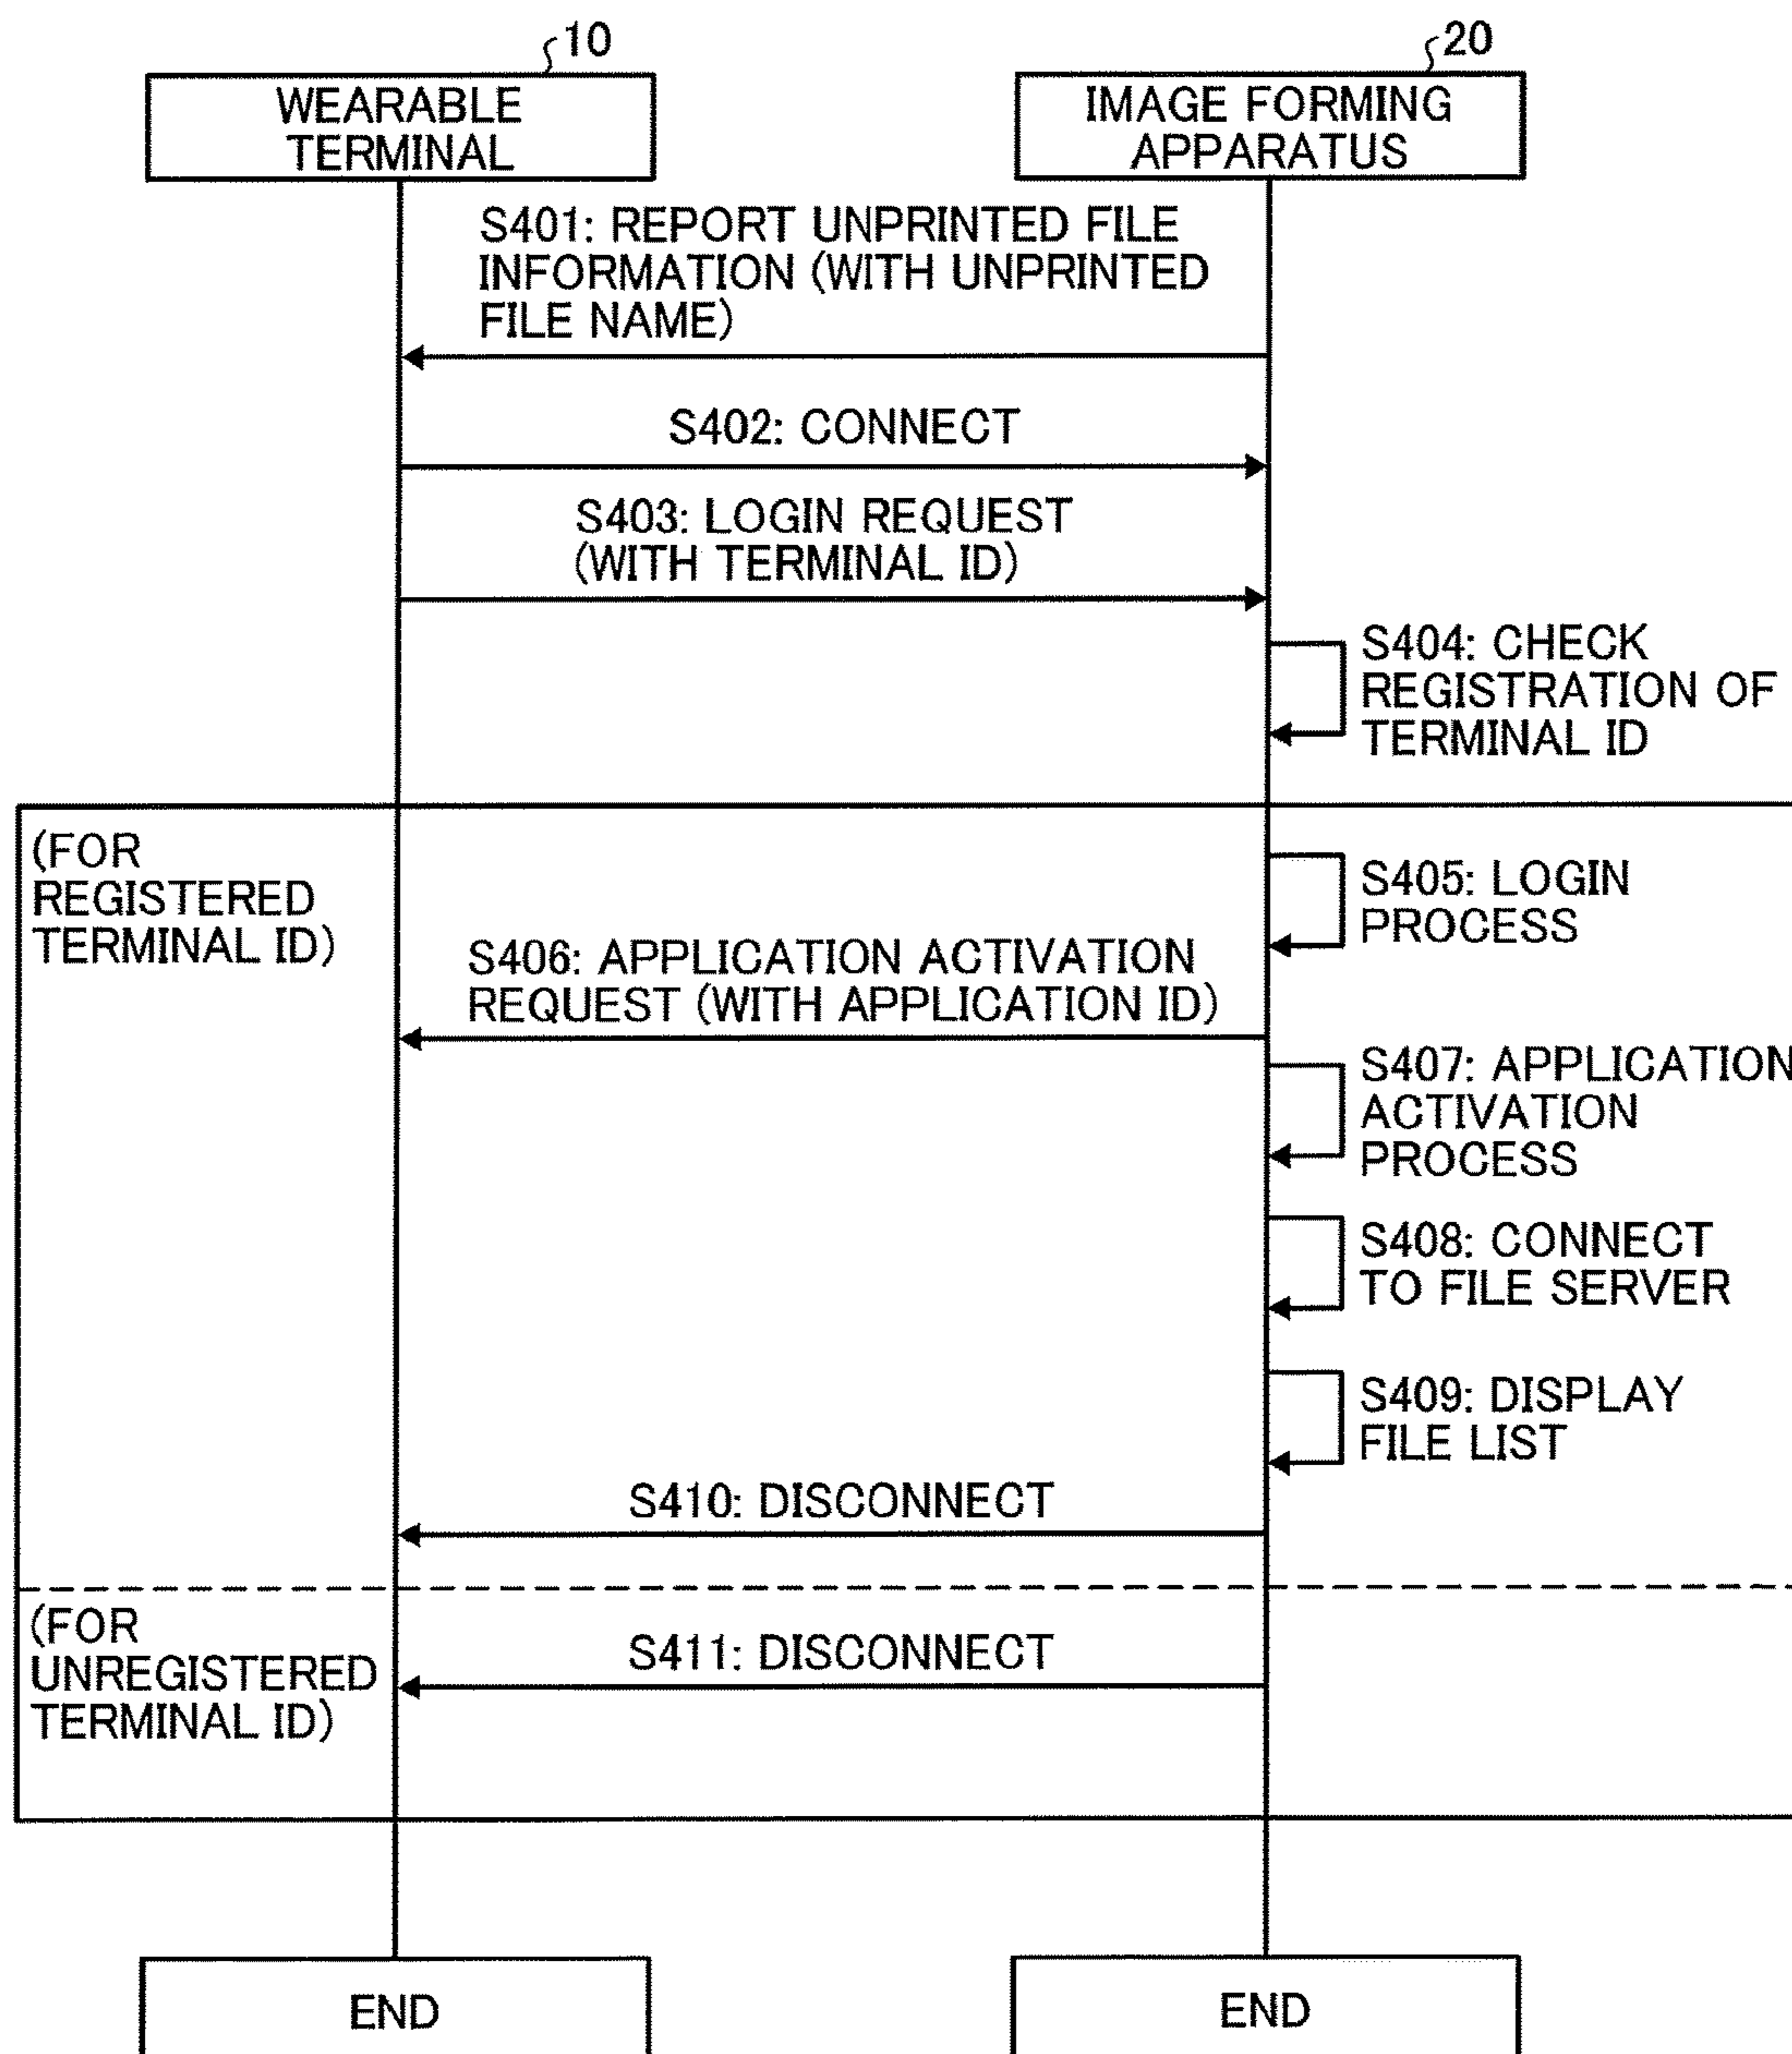 10
20
WEARABLE
TERMINAL
IMAGE FORMING
APPARATUS
S401: REPORT UNPRINTED FILE
INFORMATION (WITH UNPRINTED
FILE NAME)
S402: CONNECT
S403: LOGIN REQUEST
(WITH TERMINAL ID)
S404: CHECK
REGISTRATION OF
TERMINAL ID
(FOR
REGISTERED
TERMINAL ID)
S405: LOGIN
PROCESS
S406: APPLICATION ACTIVATION
REQUEST (WITH APPLICATION ID)
S407: APPLICATION
ACTIVATION
PROCESS
S408: CONNECT
TO FILE SERVER
S409: DISPLAY
FILE LIST
S410: DISCONNECT
(FOR
UNREGISTERED
TERMINAL ID)
S411: DISCONNECT
END
END